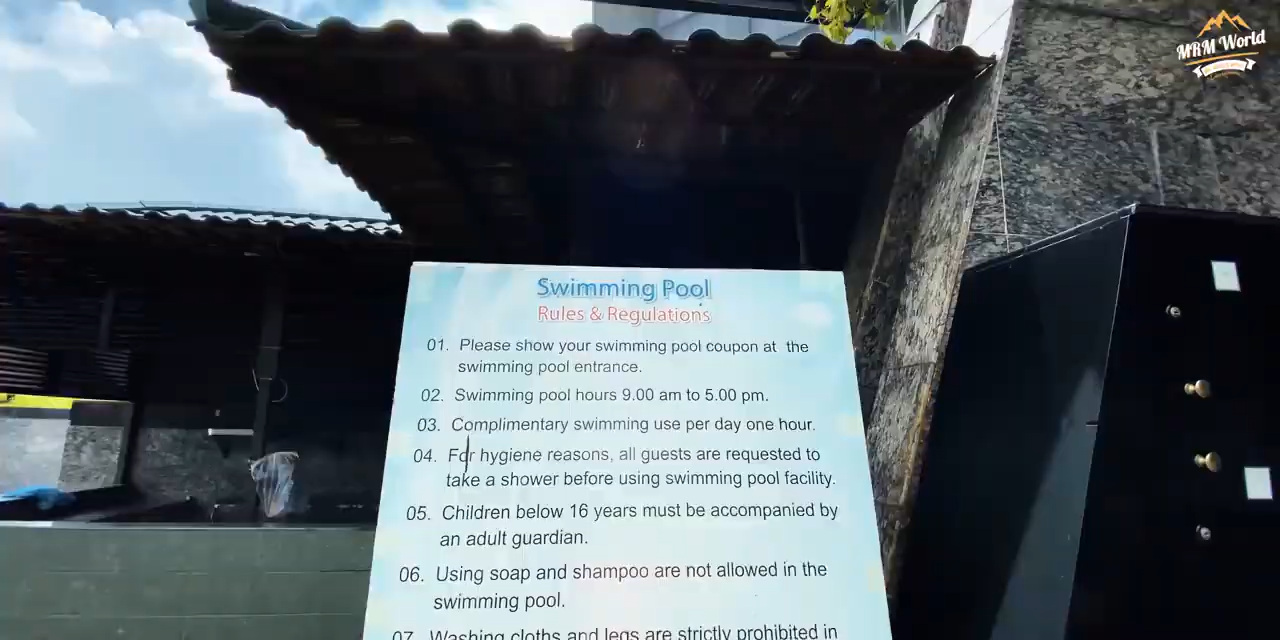 MRM World
Swimming Pool
Rules & Regulations
01. Please show your swimming pool coupon at the
swimming pool entrance.
02. Swimming pool hours 9.00 am to 5.00 pm.
03. Complimentary swimming use per day one hour.
04. For hygiene reasons, all guests are requested to
take a shower before using swimming pool facility.
05. Children below 16 years must be accompanied by
an adult guardian.
06. Using soap and shampoo are not allowed in the
swimming pool.
07. Washing cloths and legs are strictly prohibited in